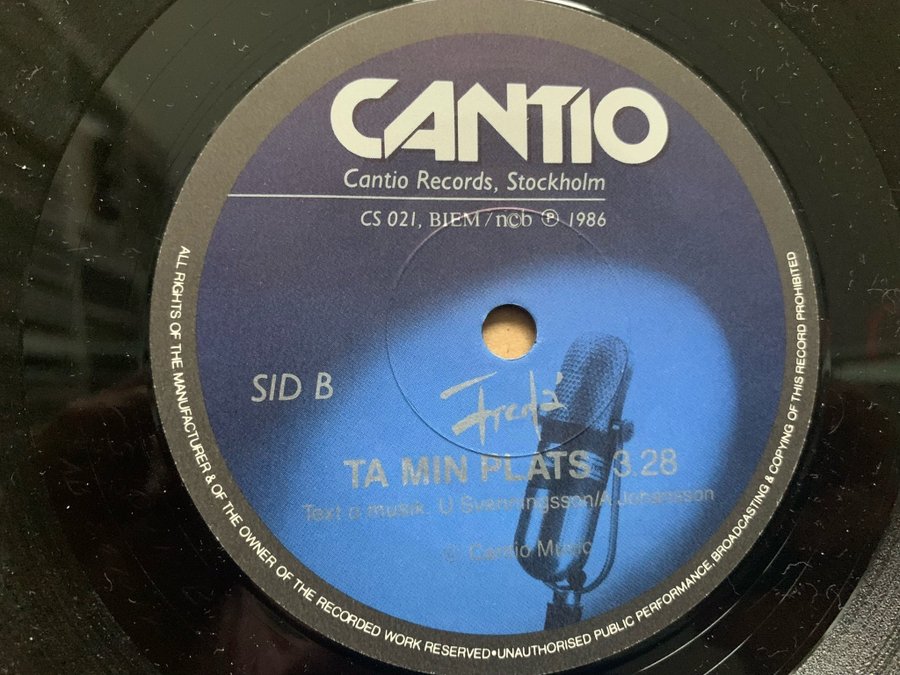 CANTIO
Cantio Records, Stockholm
CS 021, BIEM/n©b ℗ 1986
SID B
Freda'
TA MIN PLATS 3.28
Text o musik: U Svenningsson/A Johansson
© Cantio Music
ALL RIGHTS OF THE MANUFACTURER & OF THE OWNER OF THE RECORDED WORK RESERVED•UNAUTHORISED PUBLIC PERFORMANCE, BROADCASTING & COPYING OF THIS RECORD PROHIBITED